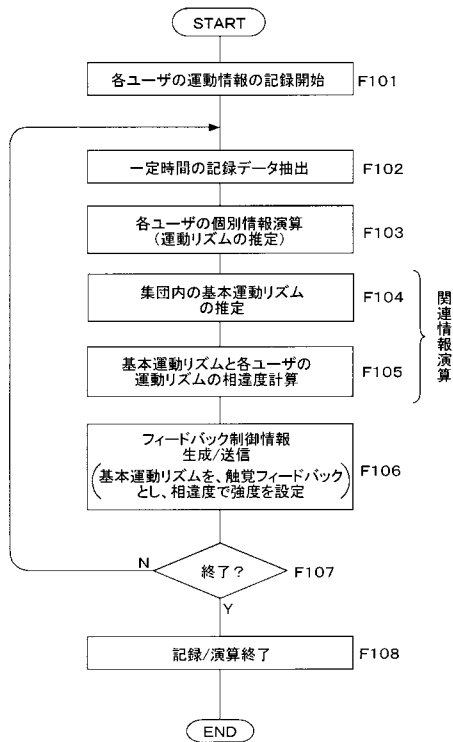 START
各ユーザの運動情報の記録開始
F101
一定時間の記録データ抽出
F102
各ユーザの個別情報演算
(運動リズムの推定)
F103
集団内の基本運動リズム
の推定
F104
関連情報演算
基本運動リズムと各ユーザの
運動リズムの相違度計算
F105
フィードバック制御情報
生成/送信
(基本運動リズムを、触覚フィードバック
とし、相違度で強度を設定)
F106
N
終了?
F107
Y
記録/演算終了
F108
END